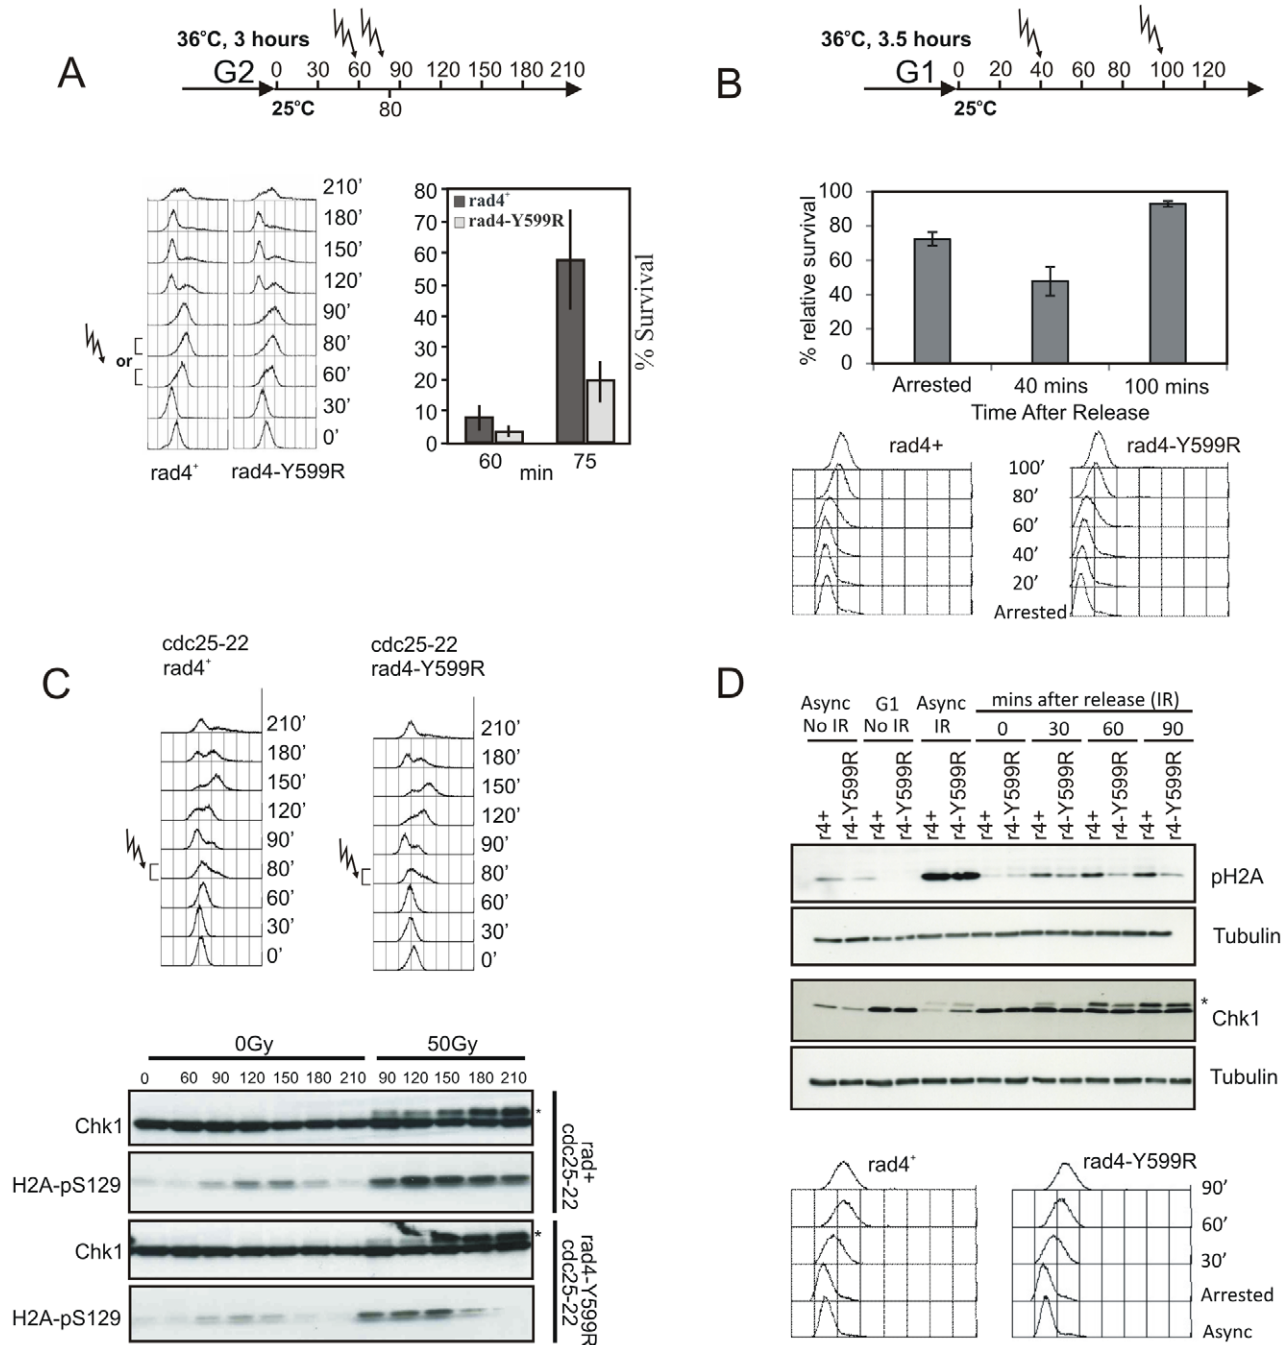 A
36°C, 3 hours
G2
0 30 60 90 120 150 180 210
25°C
80
210'
180'
150'
120'
90'
80'
or
60'
30'
0'
rad4+
rad4-Y599R
80
70
60
50
40
30
20
10
0
rad4+
rad4-Y599R
% Survival
60
75
min
B
36°C, 3.5 hours
G1
0 20 40 60 80 100 120
25°C
% relative survival
100
80
60
40
20
0
Arrested
40 mins
100 mins
Time After Release
rad4+
rad4-Y599R
100'
80'
60'
40'
20'
Arrested
C
cdc25-22
rad4+
cdc25-22
rad4-Y599R
210'
180'
150'
120'
90'
80'
60'
30'
0'
210'
180'
150'
120'
90'
80'
60'
30'
0'
0Gy
50Gy
0 60 90 120 150 180 210 90 120 150 180 210
Chk1
*
H2A-pS129
rad+
cdc25-22
Chk1
*
H2A-pS129
rad4-Y599R
cdc25-22
D
Async
No IR
G1
No IR
Async
IR
mins after release (IR)
0 30 60 90
r4+ r4-Y599R r4+ r4-Y599R r4+ r4-Y599R r4+ r4-Y599R r4+ r4-Y599R r4+ r4-Y599R r4+ r4-Y599R
pH2A
Tubulin
*
Chk1
Tubulin
rad4+
rad4-Y599R
90'
60'
30'
Arrested
Async